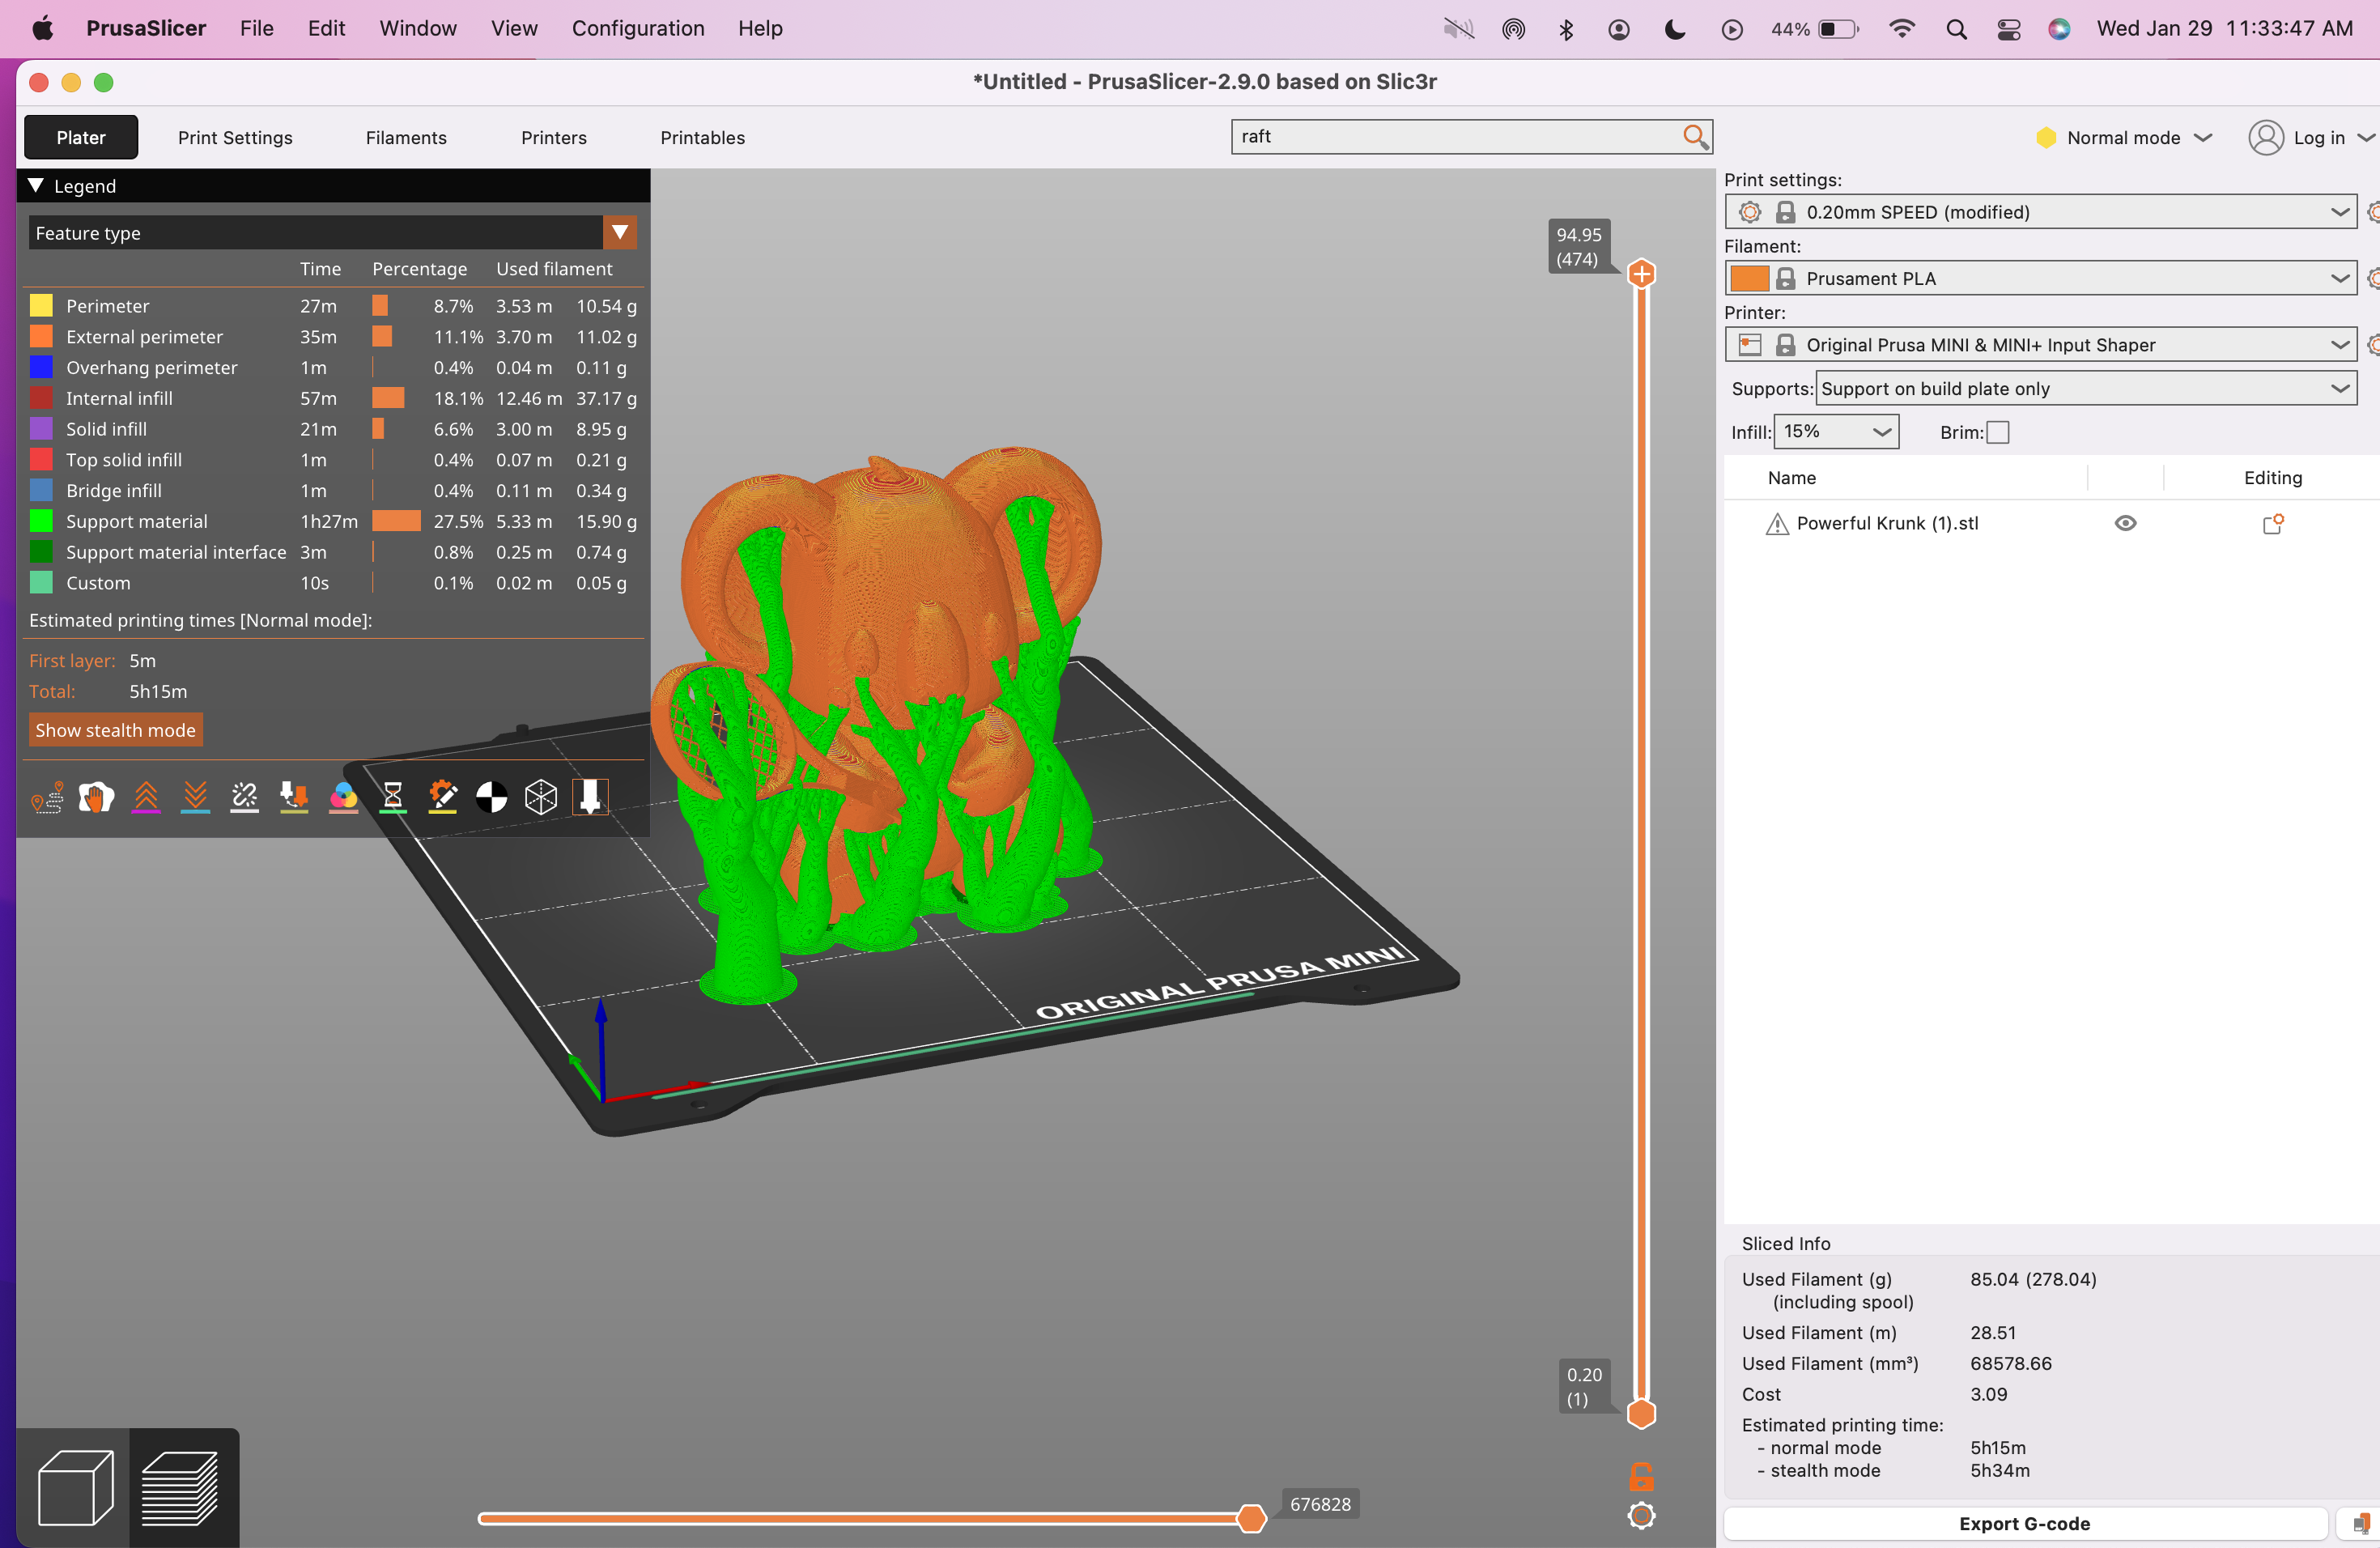 PrusaSlicer File Edit Window View Configuration Help 44% Wed Jan 29 11:33:47 AM
*Untitled - PrusaSlicer-2.9.0 based on Slic3r
Plater Print Settings Filaments Printers Printables raft Normal mode Log in
Legend
Feature type
Time Percentage Used filament
Perimeter 27m 8.7% 3.53 m 10.54 g
External perimeter 35m 11.1% 3.70 m 11.02 g
Overhang perimeter 1m 0.4% 0.04 m 0.11 g
Internal infill 57m 18.1% 12.46 m 37.17 g
Solid infill 21m 6.6% 3.00 m 8.95 g
Top solid infill 1m 0.4% 0.07 m 0.21 g
Bridge infill 1m 0.4% 0.11 m 0.34 g
Support material 1h27m 27.5% 5.33 m 15.90 g
Support material interface 3m 0.8% 0.25 m 0.74 g
Custom 10s 0.1% 0.02 m 0.05 g
Estimated printing times [Normal mode]:
First layer: 5m
Total: 5h15m
Show stealth mode
94.95
(474)
ORIGINAL PRUSA MINI
0.20
(1)
676828
Print settings:
0.20mm SPEED (modified)
Filament:
Prusament PLA
Printer:
Original Prusa MINI & MINI+ Input Shaper
Supports: Support on build plate only
Infill: 15% Brim:
Name Editing
Powerful Krunk (1).stl
Sliced Info
Used Filament (g) 85.04 (278.04)
(including spool)
Used Filament (m) 28.51
Used Filament (mm³) 68578.66
Cost 3.09
Estimated printing time:
- normal mode 5h15m
- stealth mode 5h34m
Export G-code